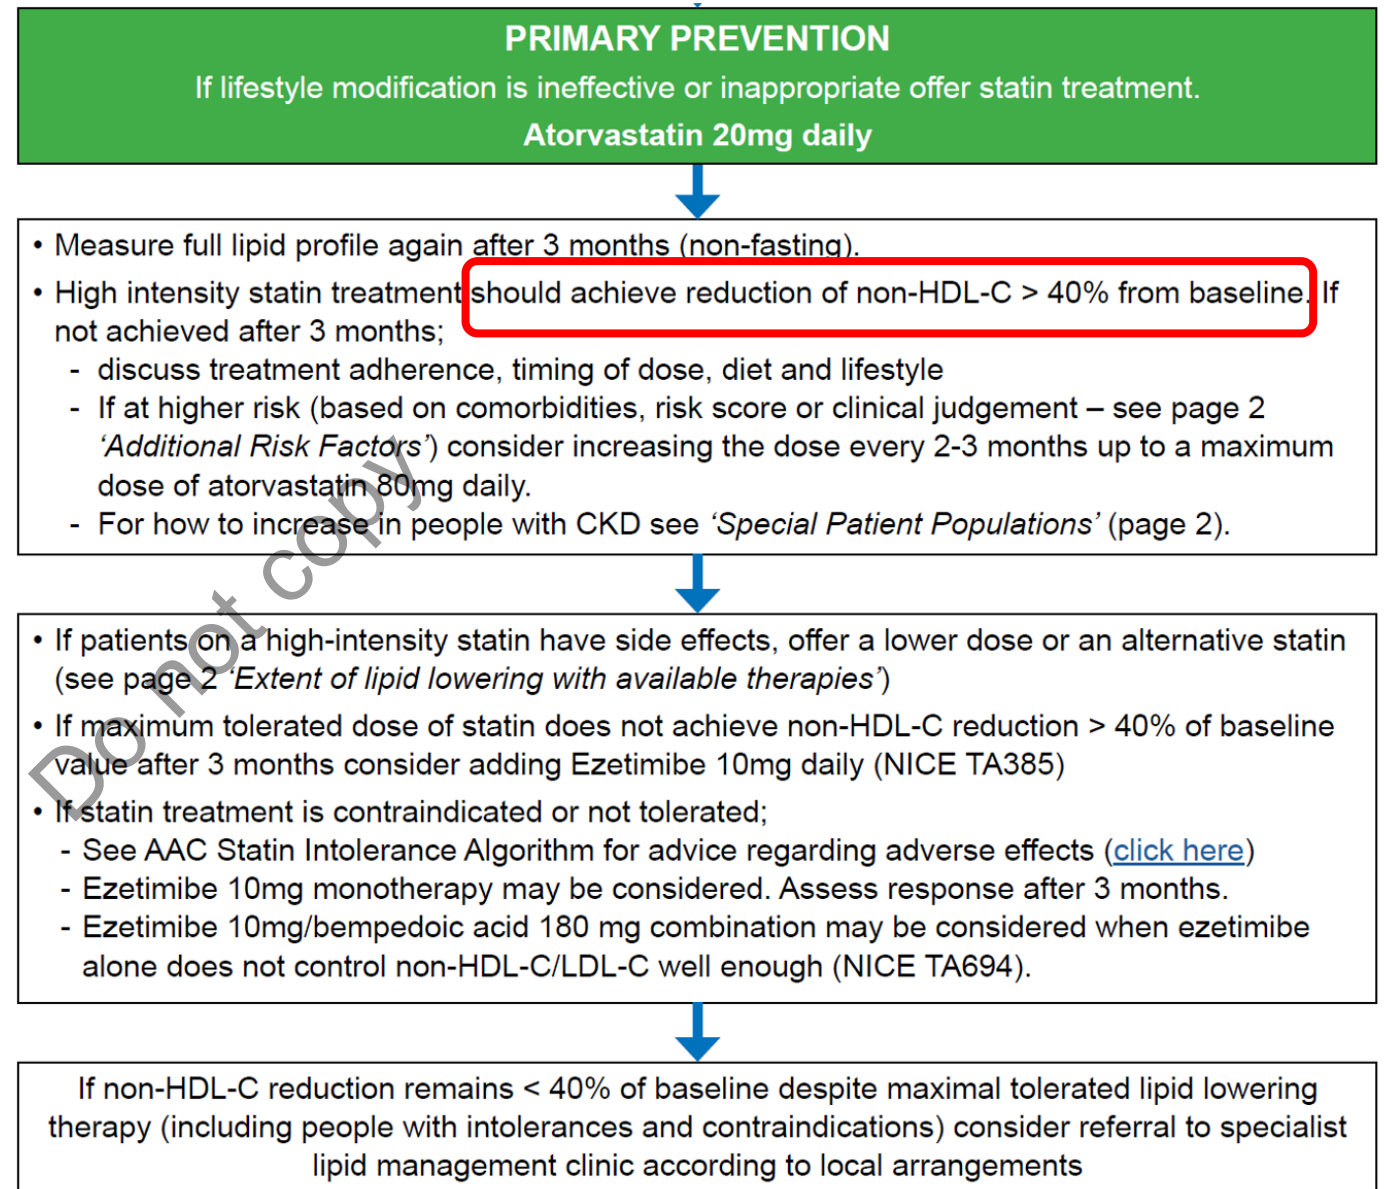 PRIMARY PREVENTION
If lifestyle modification is ineffective or inappropriate offer statin treatment.
Atorvastatin 20mg daily
• Measure full lipid profile again after 3 months (non-fasting).
• High intensity statin treatment should achieve reduction of non-HDL-C > 40% from baseline. If
not achieved after 3 months;
- discuss treatment adherence, timing of dose, diet and lifestyle
- If at higher risk (based on comorbidities, risk score or clinical judgement – see page 2
‘Additional Risk Factors’) consider increasing the dose every 2-3 months up to a maximum
dose of atorvastatin 80mg daily.
- For how to increase in people with CKD see ‘Special Patient Populations’ (page 2).
• If patients on a high-intensity statin have side effects, offer a lower dose or an alternative statin
(see page 2 ‘Extent of lipid lowering with available therapies’)
• If maximum tolerated dose of statin does not achieve non-HDL-C reduction > 40% of baseline
value after 3 months consider adding Ezetimibe 10mg daily (NICE TA385)
• If statin treatment is contraindicated or not tolerated;
- See AAC Statin Intolerance Algorithm for advice regarding adverse effects (click here)
- Ezetimibe 10mg monotherapy may be considered. Assess response after 3 months.
- Ezetimibe 10mg/bempedoic acid 180 mg combination may be considered when ezetimibe
alone does not control non-HDL-C/LDL-C well enough (NICE TA694).
If non-HDL-C reduction remains < 40% of baseline despite maximal tolerated lipid lowering
therapy (including people with intolerances and contraindications) consider referral to specialist
lipid management clinic according to local arrangements
Do not copy